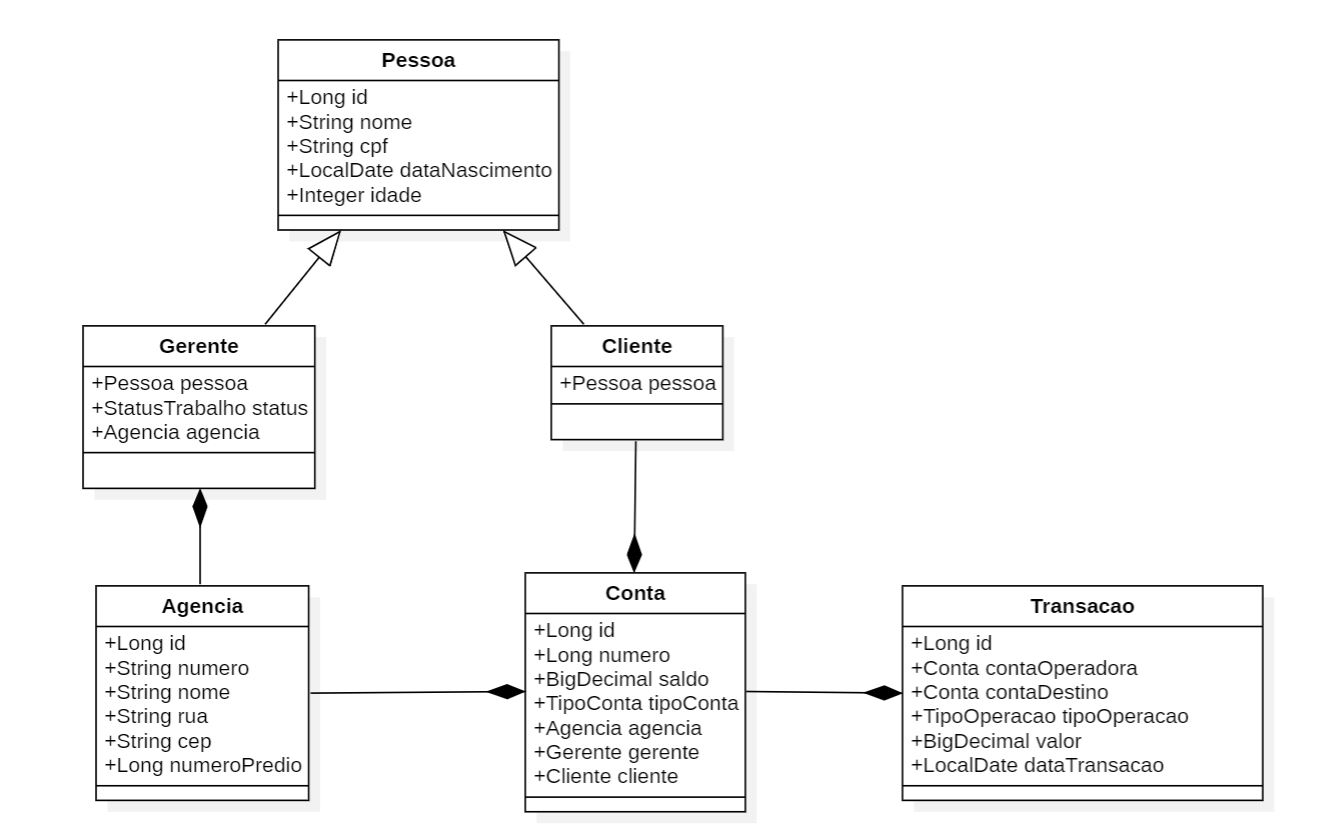 Pessoa
+Long id
+String nome
+String cpf
+LocalDate dataNascimento
+Integer idade
Gerente
+Pessoa pessoa
+StatusTrabalho status
+Agencia agencia
Cliente
+Pessoa pessoa
Agencia
+Long id
+String numero
+String nome
+String rua
+String cep
+Long numeroPredio
Conta
+Long id
+Long numero
+BigDecimal saldo
+TipoConta tipoConta
+Agencia agencia
+Gerente gerente
+Cliente cliente
Transacao
+Long id
+Conta contaOperadora
+Conta contaDestino
+TipoOperacao tipoOperacao
+BigDecimal valor
+LocalDate dataTransacao